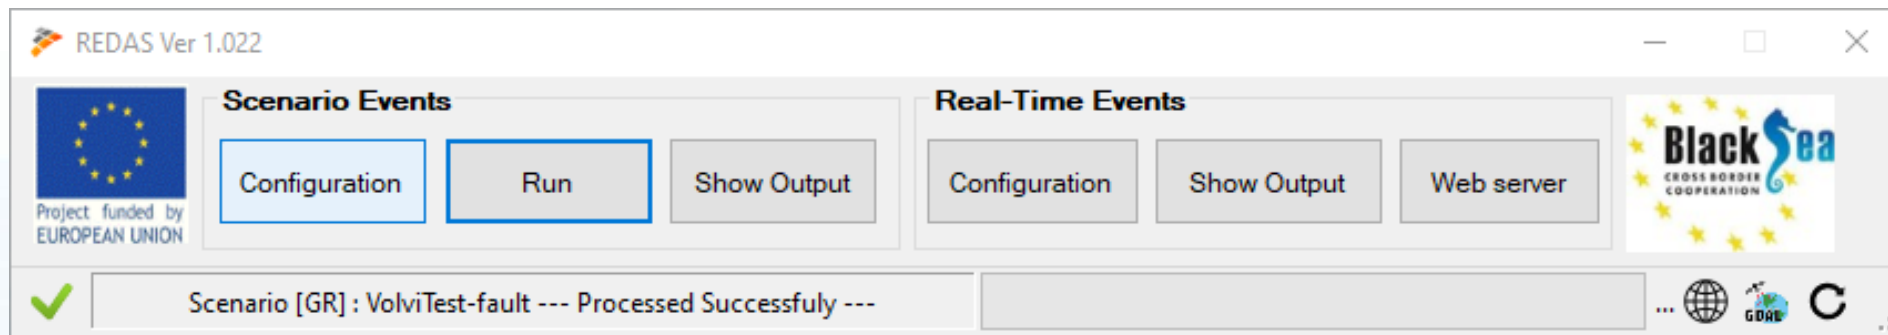 REDAS Ver 1.022
Project funded by
EUROPEAN UNION
Scenario Events
Configuration
Run
Show Output
Real-Time Events
Configuration
Show Output
Web server
Black Sea
CROSS BORDER
COOPERATION
Scenario [GR] : VolviTest-fault --- Processed Successfuly ---
...
GDAL